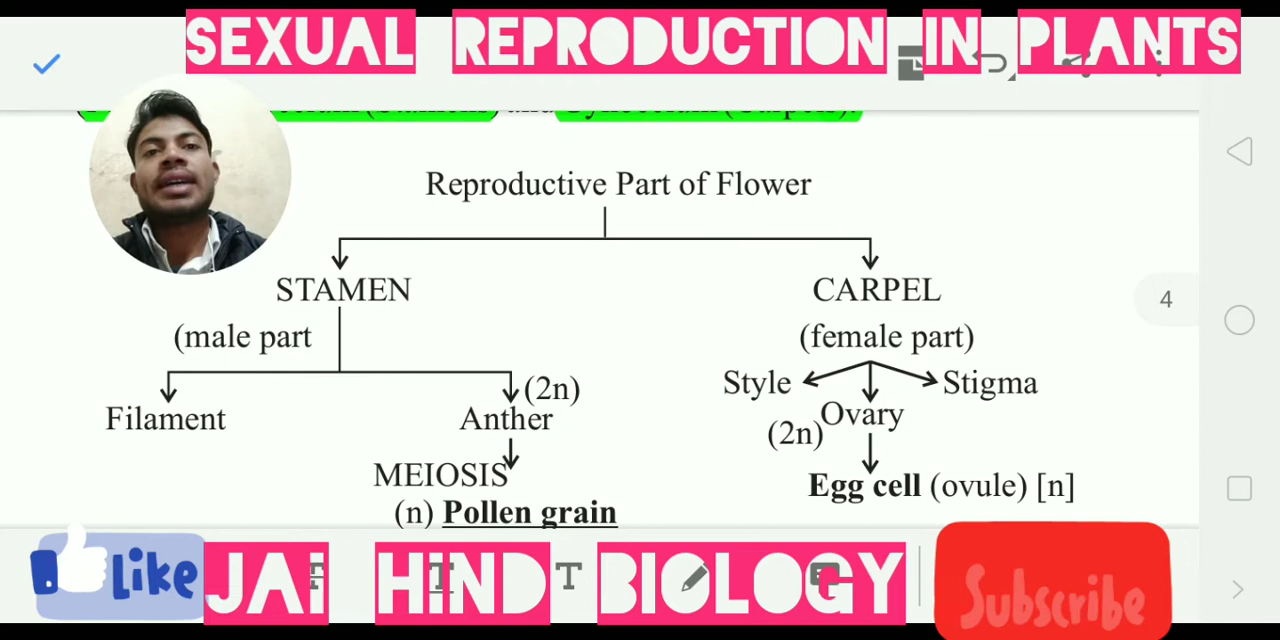 SEXUAL REPRODUCTION IN PLANTS
Reproductive Part of Flower
STAMEN
CARPEL
(male part
(female part)
Filament
(2n)
Anther
Style
Stigma
Ovary
(2n)
MEIOSIS
(n) Pollen grain
Egg cell (ovule) [n]
4
Like
JAi HiND BIOLOGY
Subscribe